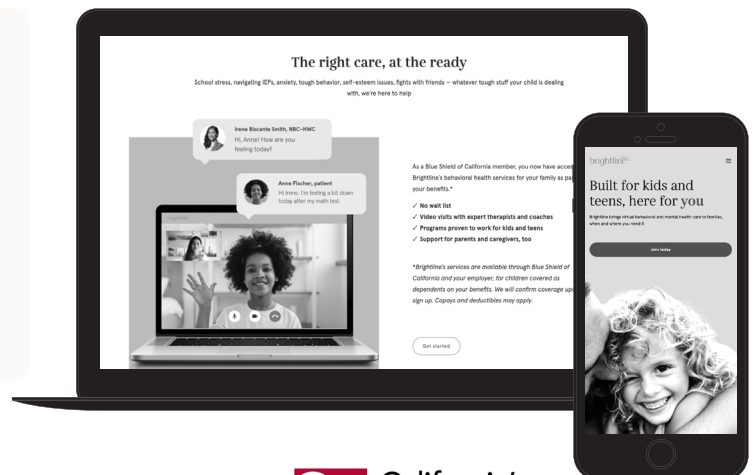 The right care, at the ready
School stress, navigating IEPs, anxiety, tough behavior, self-esteem issues, fights with friends — whatever tough stuff your child is dealing
with, we're here to help
Irene Biscante Smith, NBC-HWC
Hi, Anne! How are you
feeling today?
Anne Fischer, patient
Hi Irene. I'm feeling a bit down
today after my math test.
As a Blue Shield of California member, you now have
Brightline's behavioral health services for your family as
your benefits.*
✓ No wait list
✓ Video visits with expert therapists and coaches
✓ Programs proven to work for kids and teens
✓ Support for parents and caregivers, too
*Brightline's services are available through Blue Shield of
California and your employer, for children covered as
dependents on your benefits. We will confirm coverage
sign up. Copays and deductibles may apply.
Get started
brightline
Built for kids and
teens, here for you
Brightline brings virtual behavioral and mental health care to families,
when and where you need it
Join today